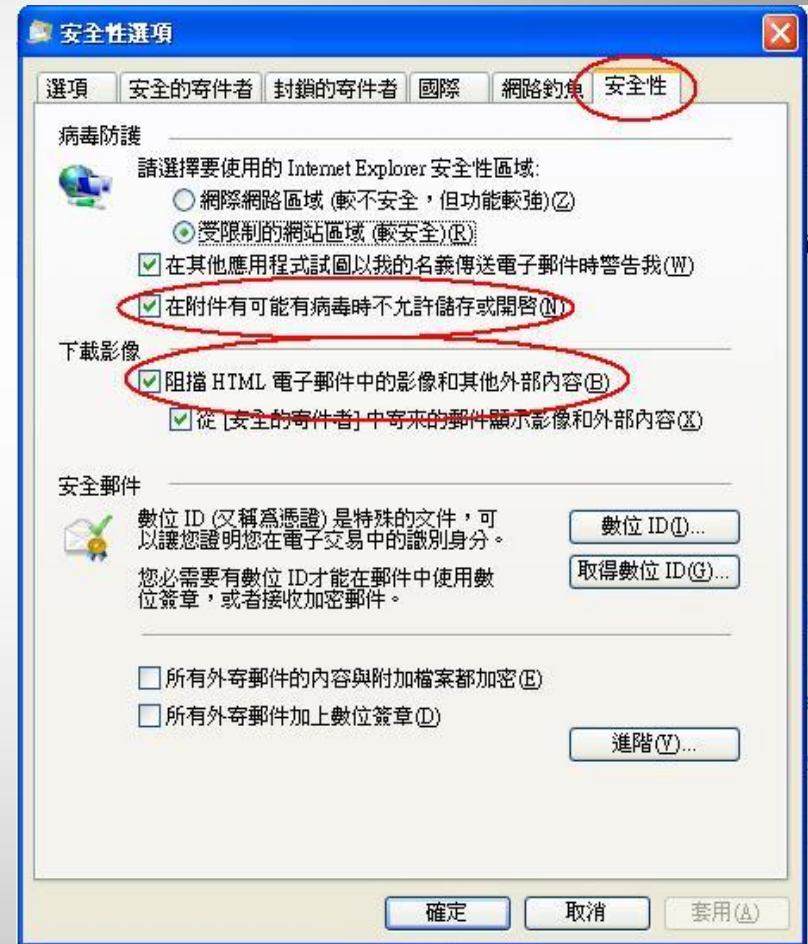 安全性選項
選項 安全的寄件者 封鎖的寄件者 國際 網路釣魚 安全性
病毒防護
請選擇要使用的 Internet Explorer 安全性區域:
網際網路區域 (較不安全，但功能較強)(Z)
受限制的網站區域 (較安全)(R)
在其他應用程式試圖以我的名義傳送電子郵件時警告我(W)
在附件有可能有病毒時不允許儲存或開啓(N)
下載影像
阻擋 HTML 電子郵件中的影像和其他外部內容(B)
從 [安全的寄件者] 中寄來的郵件顯示影像和外部內容(X)
安全郵件
數位 ID (又稱爲憑證) 是特殊的文件，可
以讓您證明您在電子交易中的識別身分。
數位 ID(I)...
您必需要有數位 ID才能在郵件中使用數
位簽章，或者接收加密郵件。
取得數位 ID(G)...
所有外寄郵件的內容與附加檔案都加密(E)
所有外寄郵件加上數位簽章(D)
進階(V)...
確定 取消 套用(A)